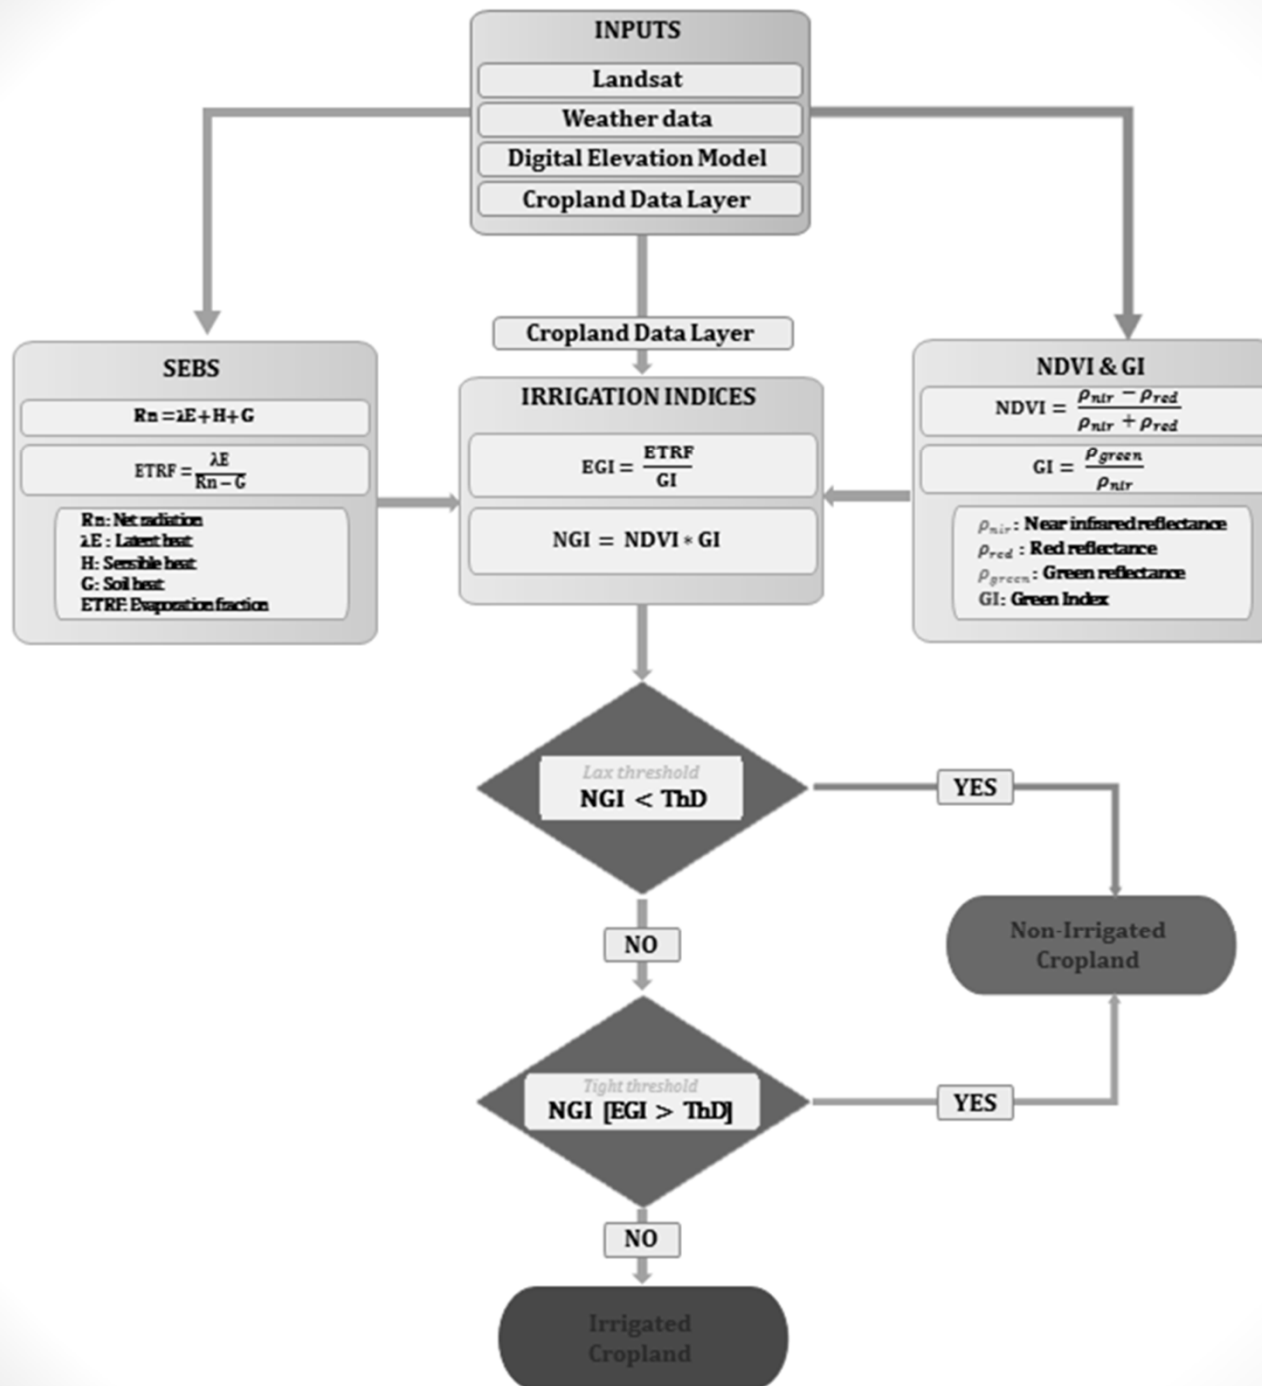 INPUTS
Landsat
Weather data
Digital Elevation Model
Cropland Data Layer
Cropland Data Layer
SEBS
Rn = λE + H + G
ETRF = λE / Rn − G
Rn: Net radiation
λE : Latent heat
H: Sensible heat
G: Soil heat
ETRF: Evaporation fraction
IRRIGATION INDICES
EGI = ETRF / GI
NGI = NDVI * GI
NDVI & GI
NDVI = ρnir − ρred / ρnir + ρred
GI = ρgreen / ρnir
ρnir : Near infrared reflectance
ρred : Red reflectance
ρgreen : Green reflectance
GI: Green Index
Lax threshold
NGI < ThD
YES
NO
Non-Irrigated
Cropland
Tight threshold
NGI [EGI > ThD]
YES
NO
Irrigated
Cropland